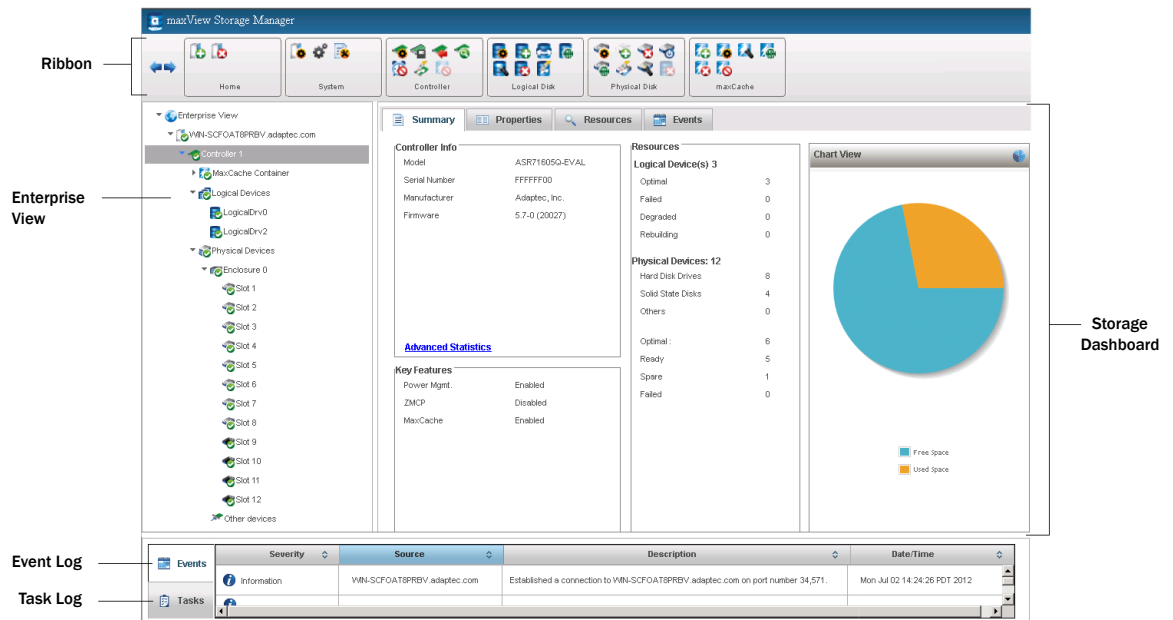 maxView Storage Manager
Ribbon
Home
System
Controller
Logical Disk
Physical Disk
maxCache
Enterprise View
WIN-SCFOAT8PRBV.adaptec.com
Controller 1
MaxCache Container
Logical Devices
LogicalDrv0
LogicalDrv2
Physical Devices
Enclosure 0
Slot 1
Slot 2
Slot 3
Slot 4
Slot 5
Slot 6
Slot 7
Slot 8
Slot 9
Slot 10
Slot 11
Slot 12
Other devices
Enterprise
View
Summary
Properties
Resources
Events
Controller Info
Model ASR71605Q-EVAL
Serial Number FFFFFF00
Manufacturer Adaptec, Inc.
Firmware 5.7-0 (20027)
Advanced Statistics
Key Features
Power Mgmt. Enabled
ZMCP Disabled
MaxCache Enabled
Resources
Logical Device(s) 3
Optimal 3
Failed 0
Degraded 0
Rebuilding 0
Physical Devices: 12
Hard Disk Drives 8
Solid State Disks 4
Others 0
Optimal : 6
Ready 5
Spare 1
Failed 0
Chart View
Free Space
Used Space
Storage
Dashboard
Event Log
Task Log
Events
Tasks
Severity Source Description Date/Time
Information WIN-SCFOAT8PRBV.adaptec.com Established a connection to WIN-SCFOAT8PRBV.adaptec.com on port number 34,571. Mon Jul 02 14:24:26 PDT 2012